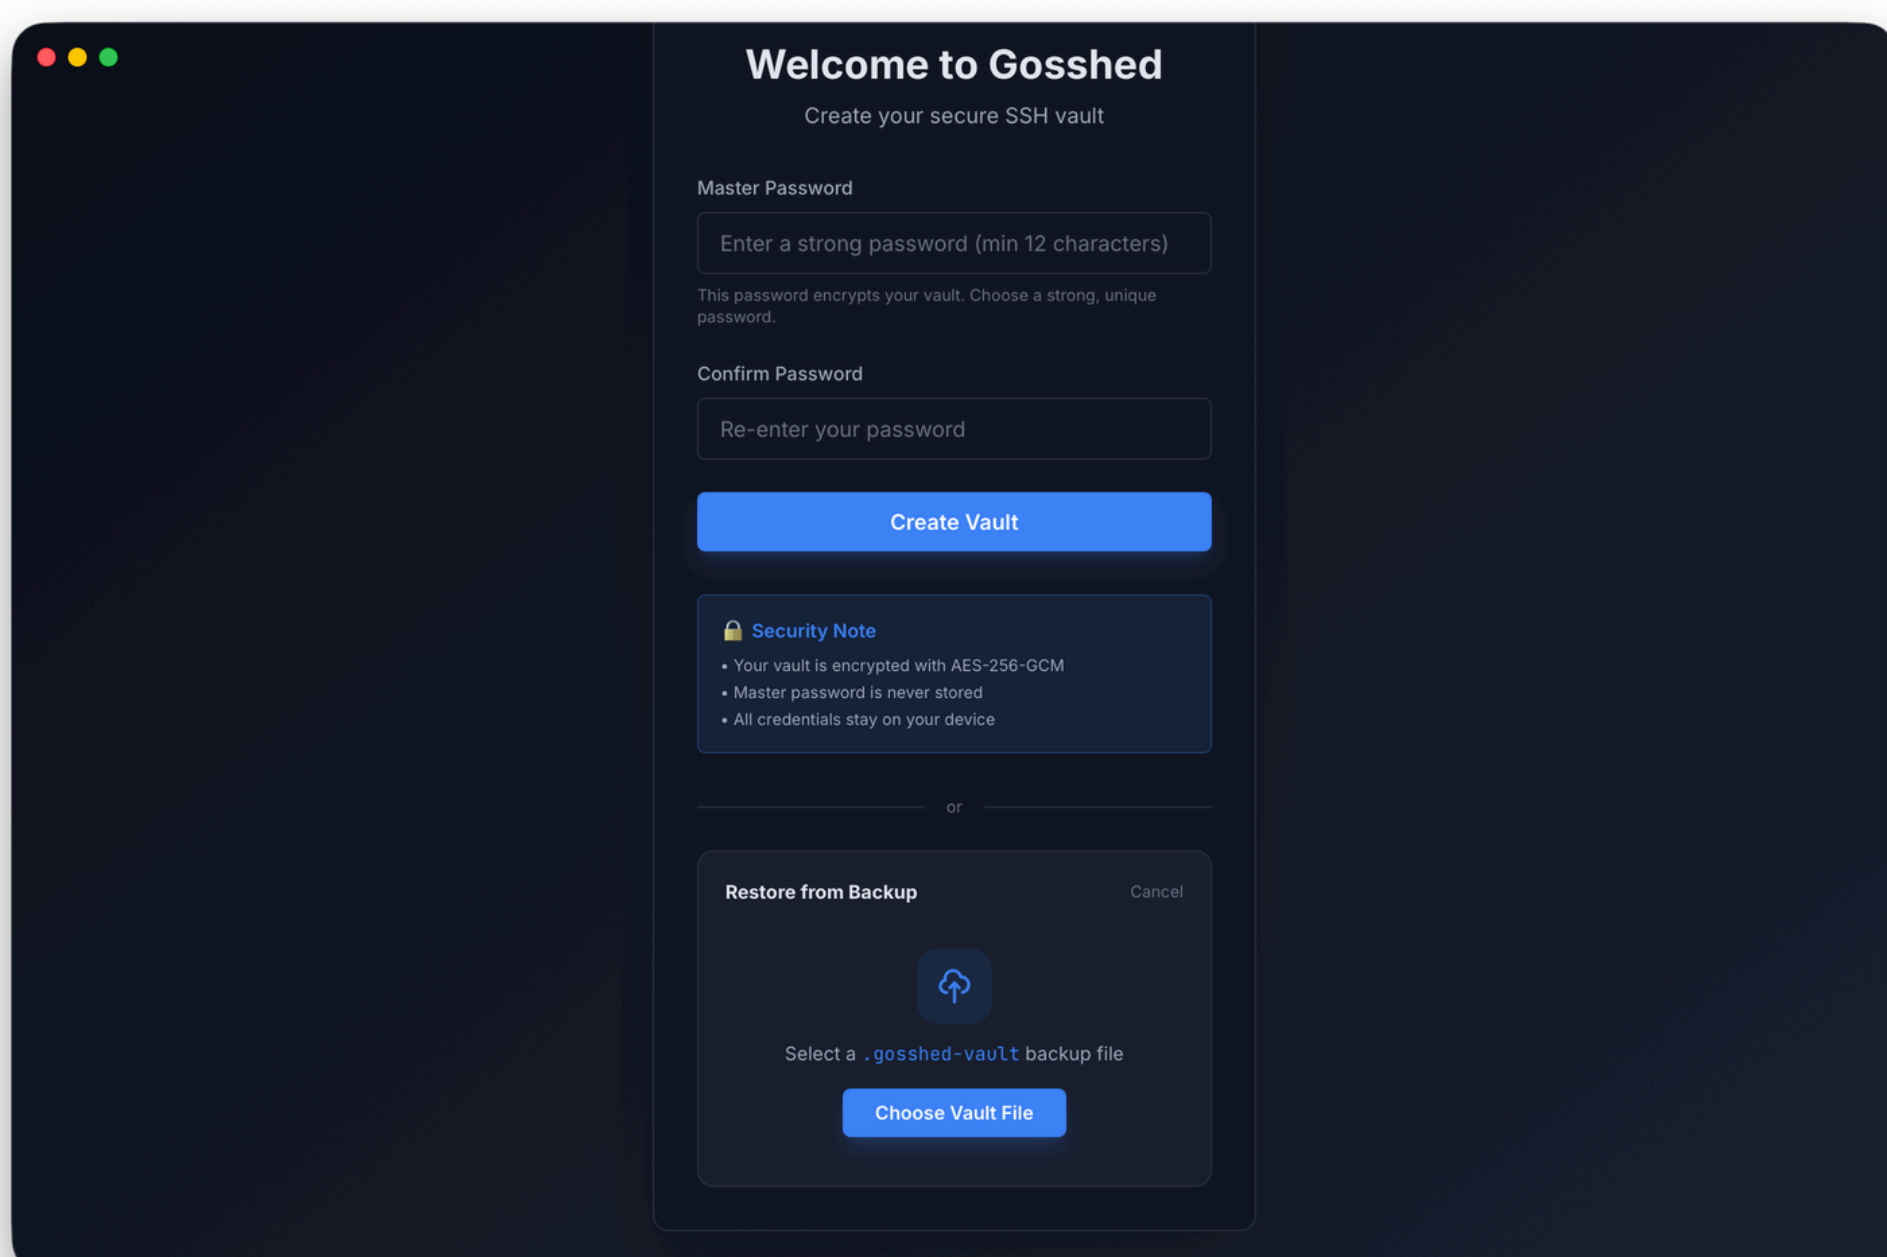 Welcome to Gosshed
Create your secure SSH vault
Master Password
Enter a strong password (min 12 characters)
This password encrypts your vault. Choose a strong, unique
password.
Confirm Password
Re-enter your password
Create Vault
🔒 Security Note
• Your vault is encrypted with AES-256-GCM
• Master password is never stored
• All credentials stay on your device
or
Restore from Backup
Cancel
Select a .gosshed-vault backup file
Choose Vault File